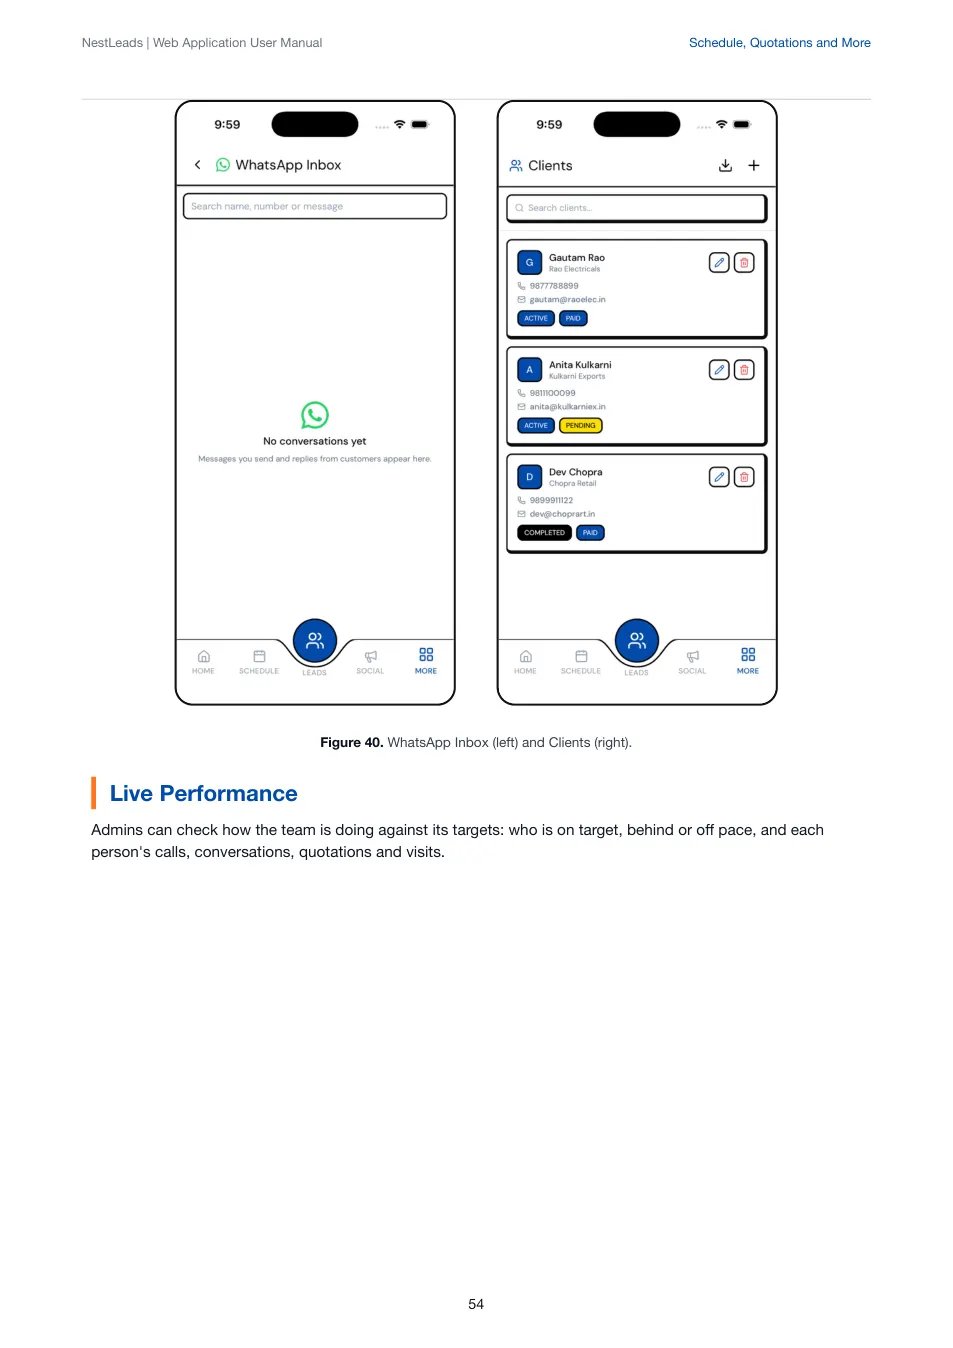 NestLeads | Web Application User Manual
Schedule, Quotations and More
9:59
WhatsApp Inbox
Search name, number or message
No conversations yet
Messages you send and replies from customers appear here.
HOME
SCHEDULE
LEADS
SOCIAL
MORE
9:59
Clients
Search clients...
G
Gautam Rao
Rao Electricals
9877788899
gautam@raoelec.in
ACTIVE
PAID
A
Anita Kulkarni
Kulkarni Exports
9811100099
anita@kulkarniex.in
ACTIVE
PENDING
D
Dev Chopra
Chopra Retail
9899911122
dev@choprart.in
COMPLETED
PAID
HOME
SCHEDULE
LEADS
SOCIAL
MORE
Figure 40. WhatsApp Inbox (left) and Clients (right).
Live Performance
Admins can check how the team is doing against its targets: who is on target, behind or off pace, and each
person's calls, conversations, quotations and visits.
54